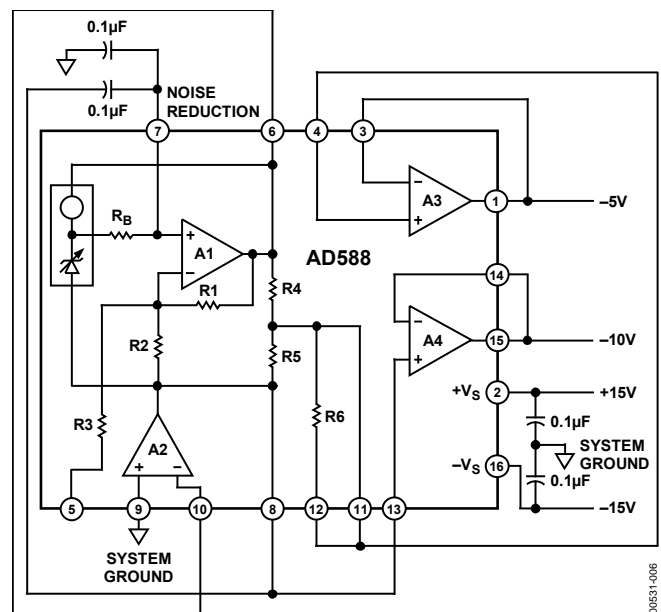 0.1µF
0.1µF
NOISE
REDUCTION
7
6
4
3
RB
A1
R1
R2
R3
A2
AD588
R4
R5
R6
A3
1
–5V
14
A4
15
–10V
+VS
2
+15V
0.1µF
SYSTEM
GROUND
–VS
16
0.1µF
–15V
5
9
10
8
12
11
13
SYSTEM
GROUND
+
–
+
–
–
+
–
+
00531-006